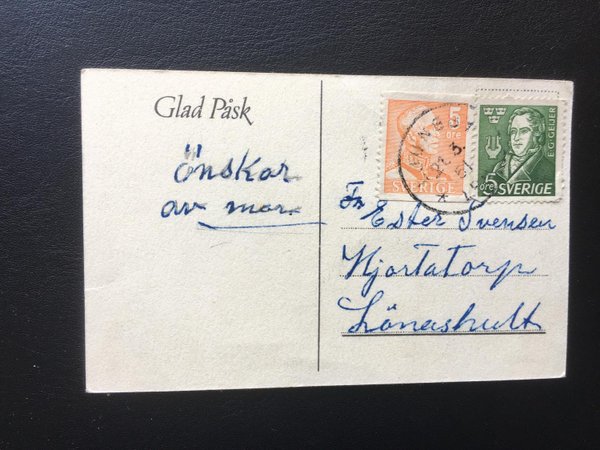 Glad Påsk
Önskar
av mor.
5
öre
SVERIGE
E.G. GEIJER
5
öre SVERIGE
Fr Ester Svensen
Hjortatorp
Lönashult